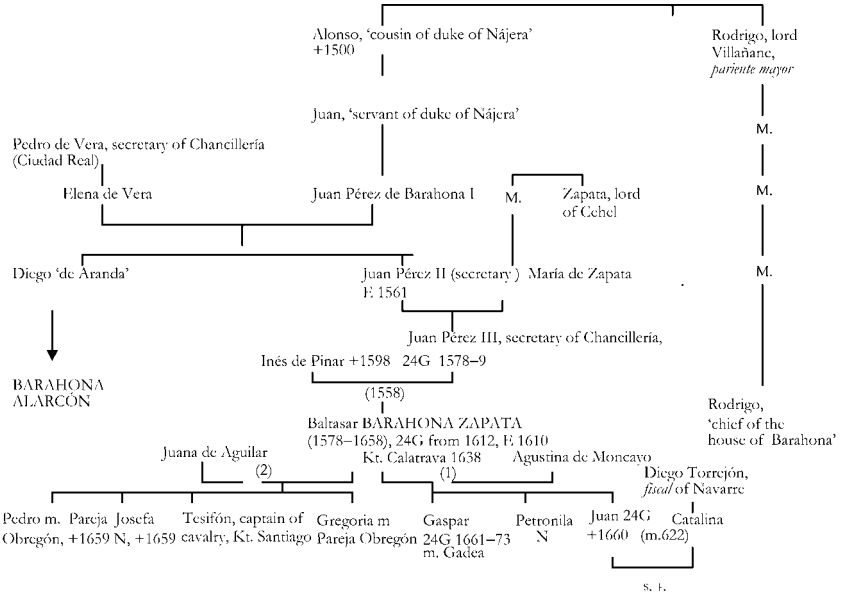 Alonso, ‘cousin of duke of Nájera’
+1500
Rodrigo, lord
Villañane,
pariente mayor
Juan, ‘servant of duke of Nájera’
M.
Pedro de Vera, secretary of Chancillería
(Ciudad Real)
Elena de Vera
Juan Pérez de Barahona I
M.
Zapata, lord
of Cehel
M.
Diego ‘de Aranda’
Juan Pérez II (secretary) María de Zapata
E 1561
M.
Juan Pérez III, secretary of Chancillería,
Inés de Pinar +1598 24G 1578–9
BARAHONA
ALARCÓN
(1558)
Rodrigo,
‘chief of the
house of Barahona’
Baltasar BARAHONA ZAPATA
(1578–1658), 24G from 1612, E 1610
Kt. Calatrava 1638
Juana de Aguilar
(2)
(1)
Agustina de Moncayo
Diego Torrejón,
fiscal of Navarre
Pedro m. Pareja
Obregón, +1659
Josefa
N, +1659
Tesifón, captain of
cavalry, Kt. Santiago
Gregoria m
Pareja Obregón
Gaspar
24G 1661–73
m. Gadea
Petronila
N
Juan 24G
+1660
Catalina
(m.622)
s. +.